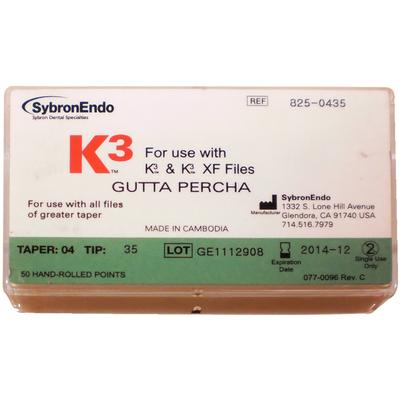 SybronEndo
Sybron Dental Specialties
REF 825-0435
K3™
For use with
K3 & K3 XF Files
GUTTA PERCHA
For use with all files
of greater taper
MADE IN CAMBODIA
Manufacturer
SybronEndo
1332 S. Lone Hill Avenue
Glendora, CA 91740 USA
714.516.7979
TAPER: 04 TIP: 35 LOT GE1112908
Expiration
Date
2014-12
2
Single Use
Only
50 HAND-ROLLED POINTS
077-0096 Rev. C